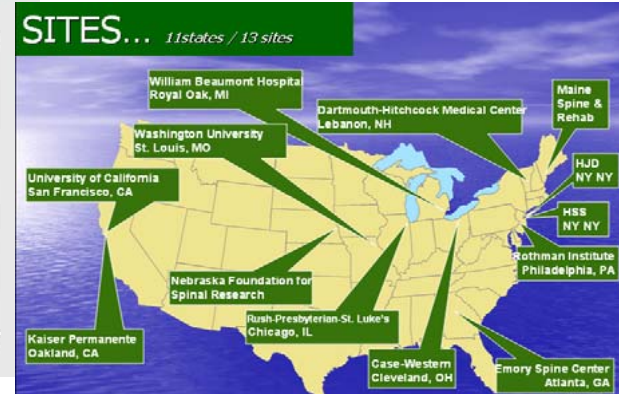 SITES... 11states / 13 sites
William Beaumont Hospital
Royal Oak, MI
Dartmouth-Hitchcock Medical Center
Lebanon, NH
Maine
Spine &
Rehab
Washington University
St. Louis, MO
HJD
NY NY
University of California
San Francisco, CA
HSS
NY NY
Rothman Institute
Philadelphia, PA
Nebraska Foundation for
Spinal Research
Rush-Presbyterian-St. Luke's
Chicago, IL
Kaiser Permanente
Oakland, CA
Case-Western
Cleveland, OH
Emory Spine Center
Atlanta, GA